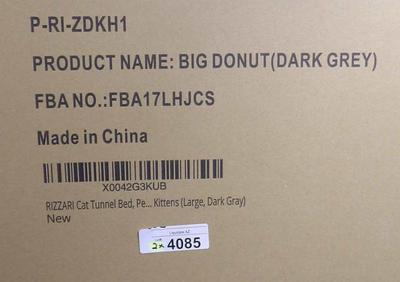 P-RI-ZDKH1
PRODUCT NAME: BIG DONUT(DARK GREY)
FBA NO.:FBA17LHJCS
Made in China
X0042G3KUB
RIZZARI Cat Tunnel Bed, Pe... Kittens (Large, Dark Gray)
New
2x 4085